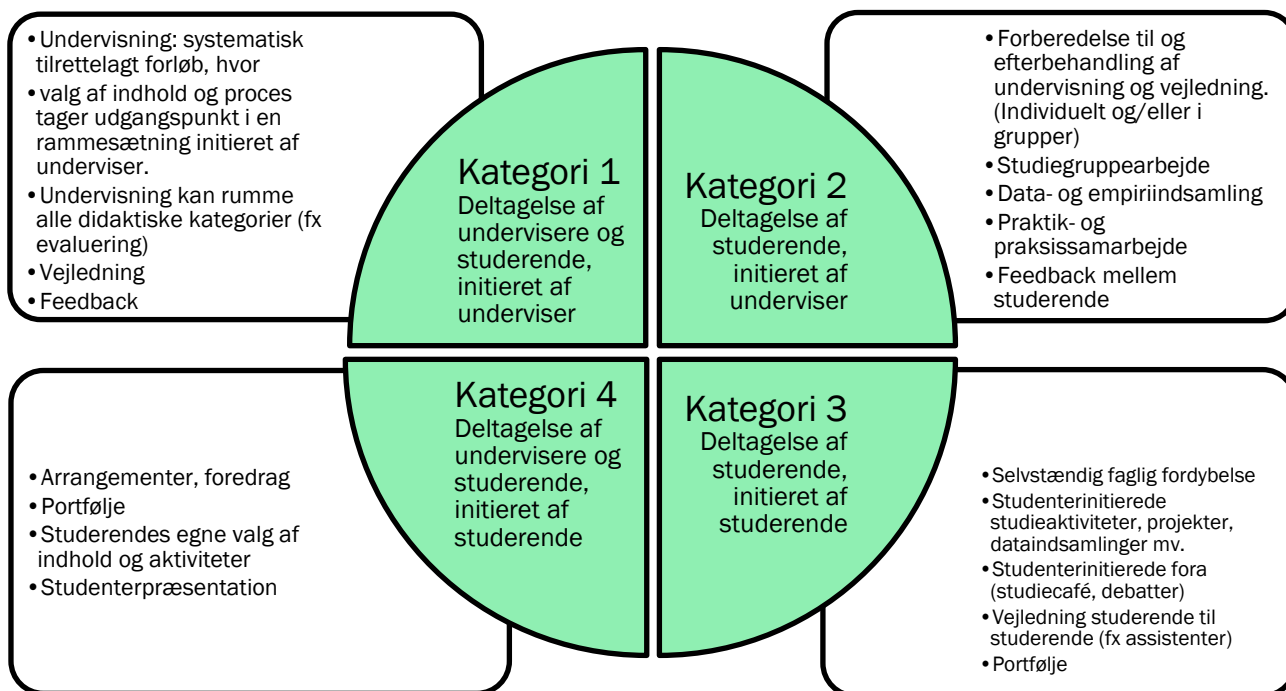 •Undervisning: systematisk
tilrettelagt forløb, hvor
•valg af indhold og proces
tager udgangspunkt i en
rammesætning initieret af
underviser.
•Undervisning kan rumme
alle didaktiske kategorier (fx
evaluering)
•Vejledning
•Feedback
Kategori 1
Deltagelse af
undervisere og
studerende,
initieret af
underviser
Kategori 2
Deltagelse af
studerende,
initieret af
underviser
•Forberedelse til og
efterbehandling af
undervisning og vejledning.
(Individuelt og/eller i
grupper)
•Studiegruppearbejde
•Data- og empiriindsamling
•Praktik- og
praksissamarbejde
•Feedback mellem
studerende
•Arrangementer, foredrag
•Portfølje
•Studerendes egne valg af
indhold og aktiviteter
•Studenterpræsentation
Kategori 4
Deltagelse af
undervisere og
studerende,
initieret af
studerende
Kategori 3
Deltagelse af
studerende,
initieret af
studerende
•Selvstændig faglig fordybelse
•Studenterinitierede
studieaktiviteter, projekter,
dataindsamlinger mv.
•Studenterinitierede fora
(studiecafé, debatter)
•Vejledning studerende til
studerende (fx assistenter)
•Portfølje